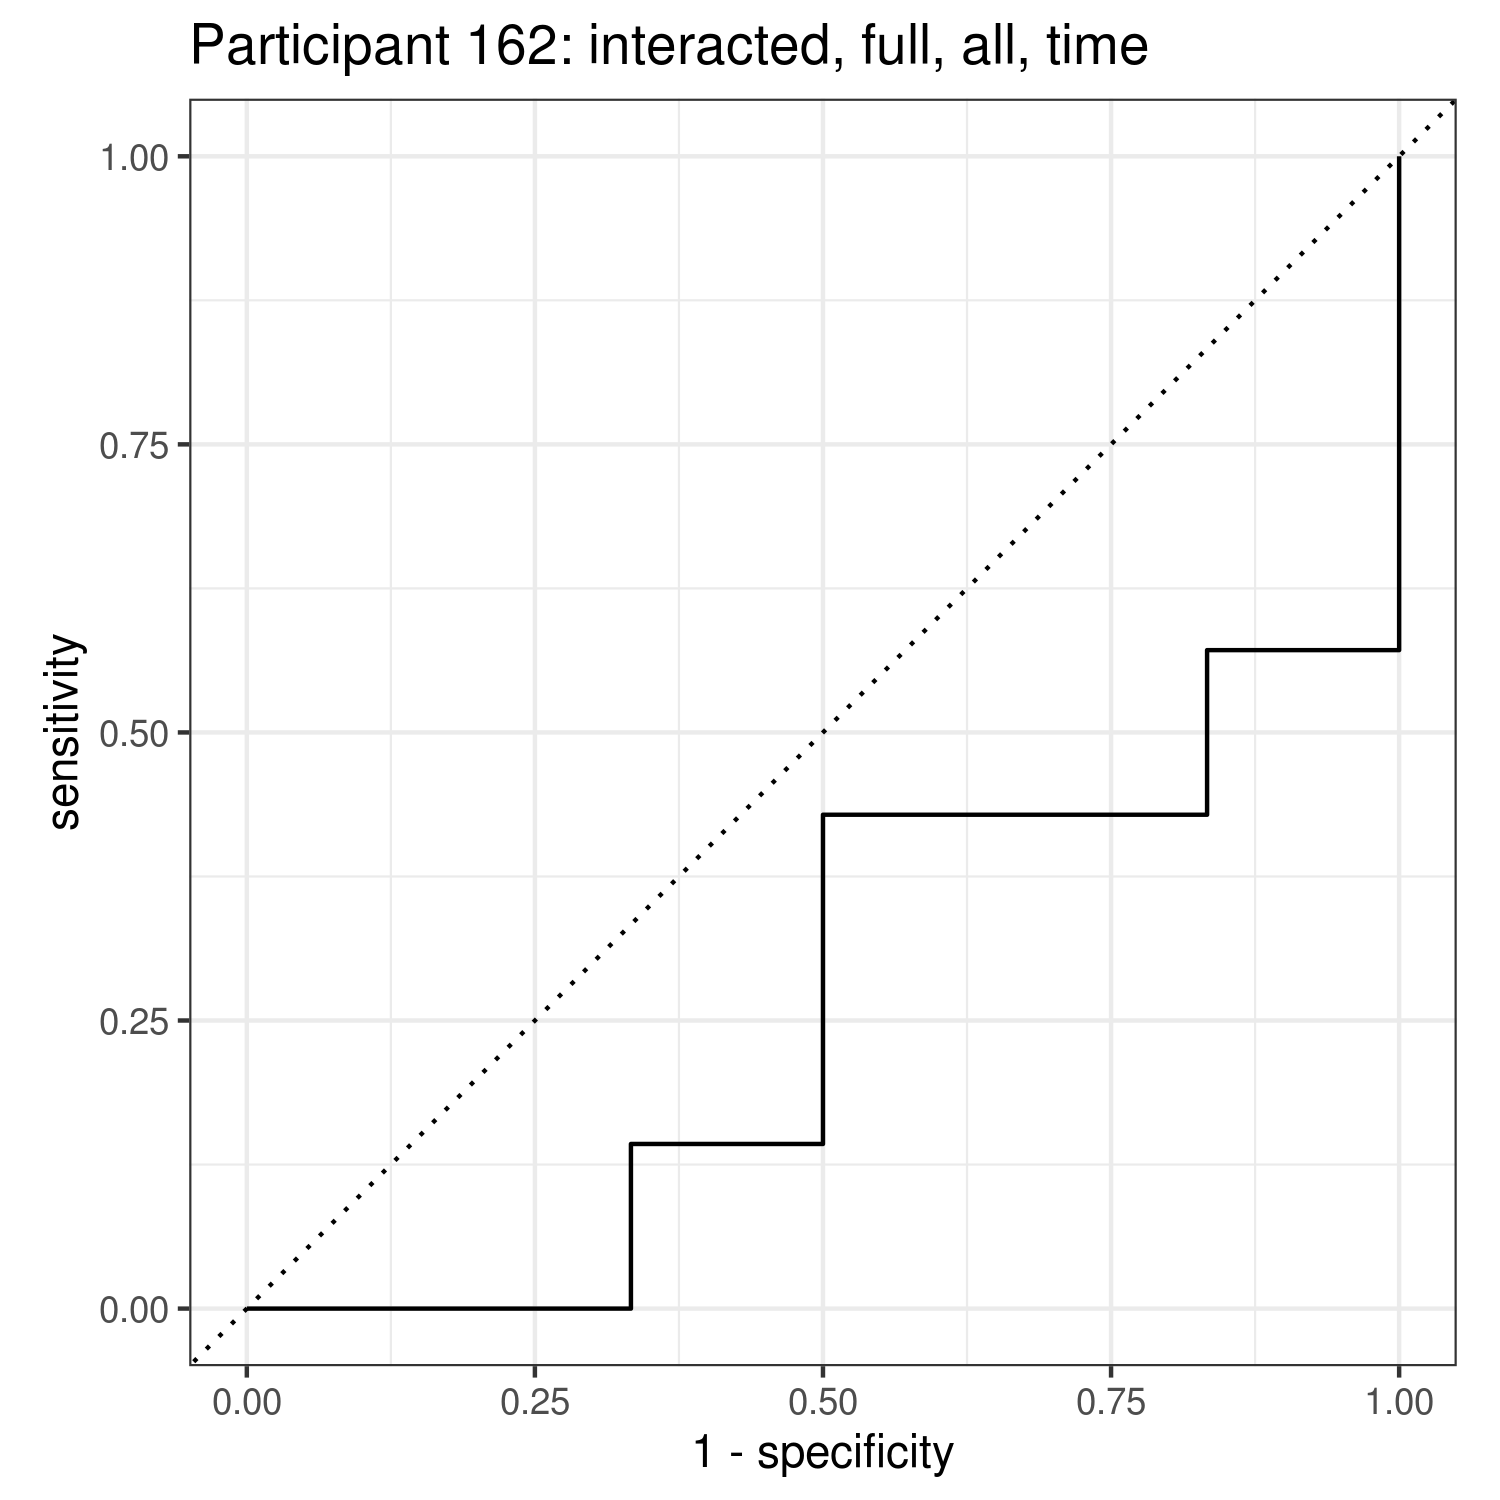 Participant 162: interacted, full, all, time
1.00
0.75
0.50
0.25
0.00
sensitivity
0.00 0.25 0.50 0.75 1.00
1 - specificity